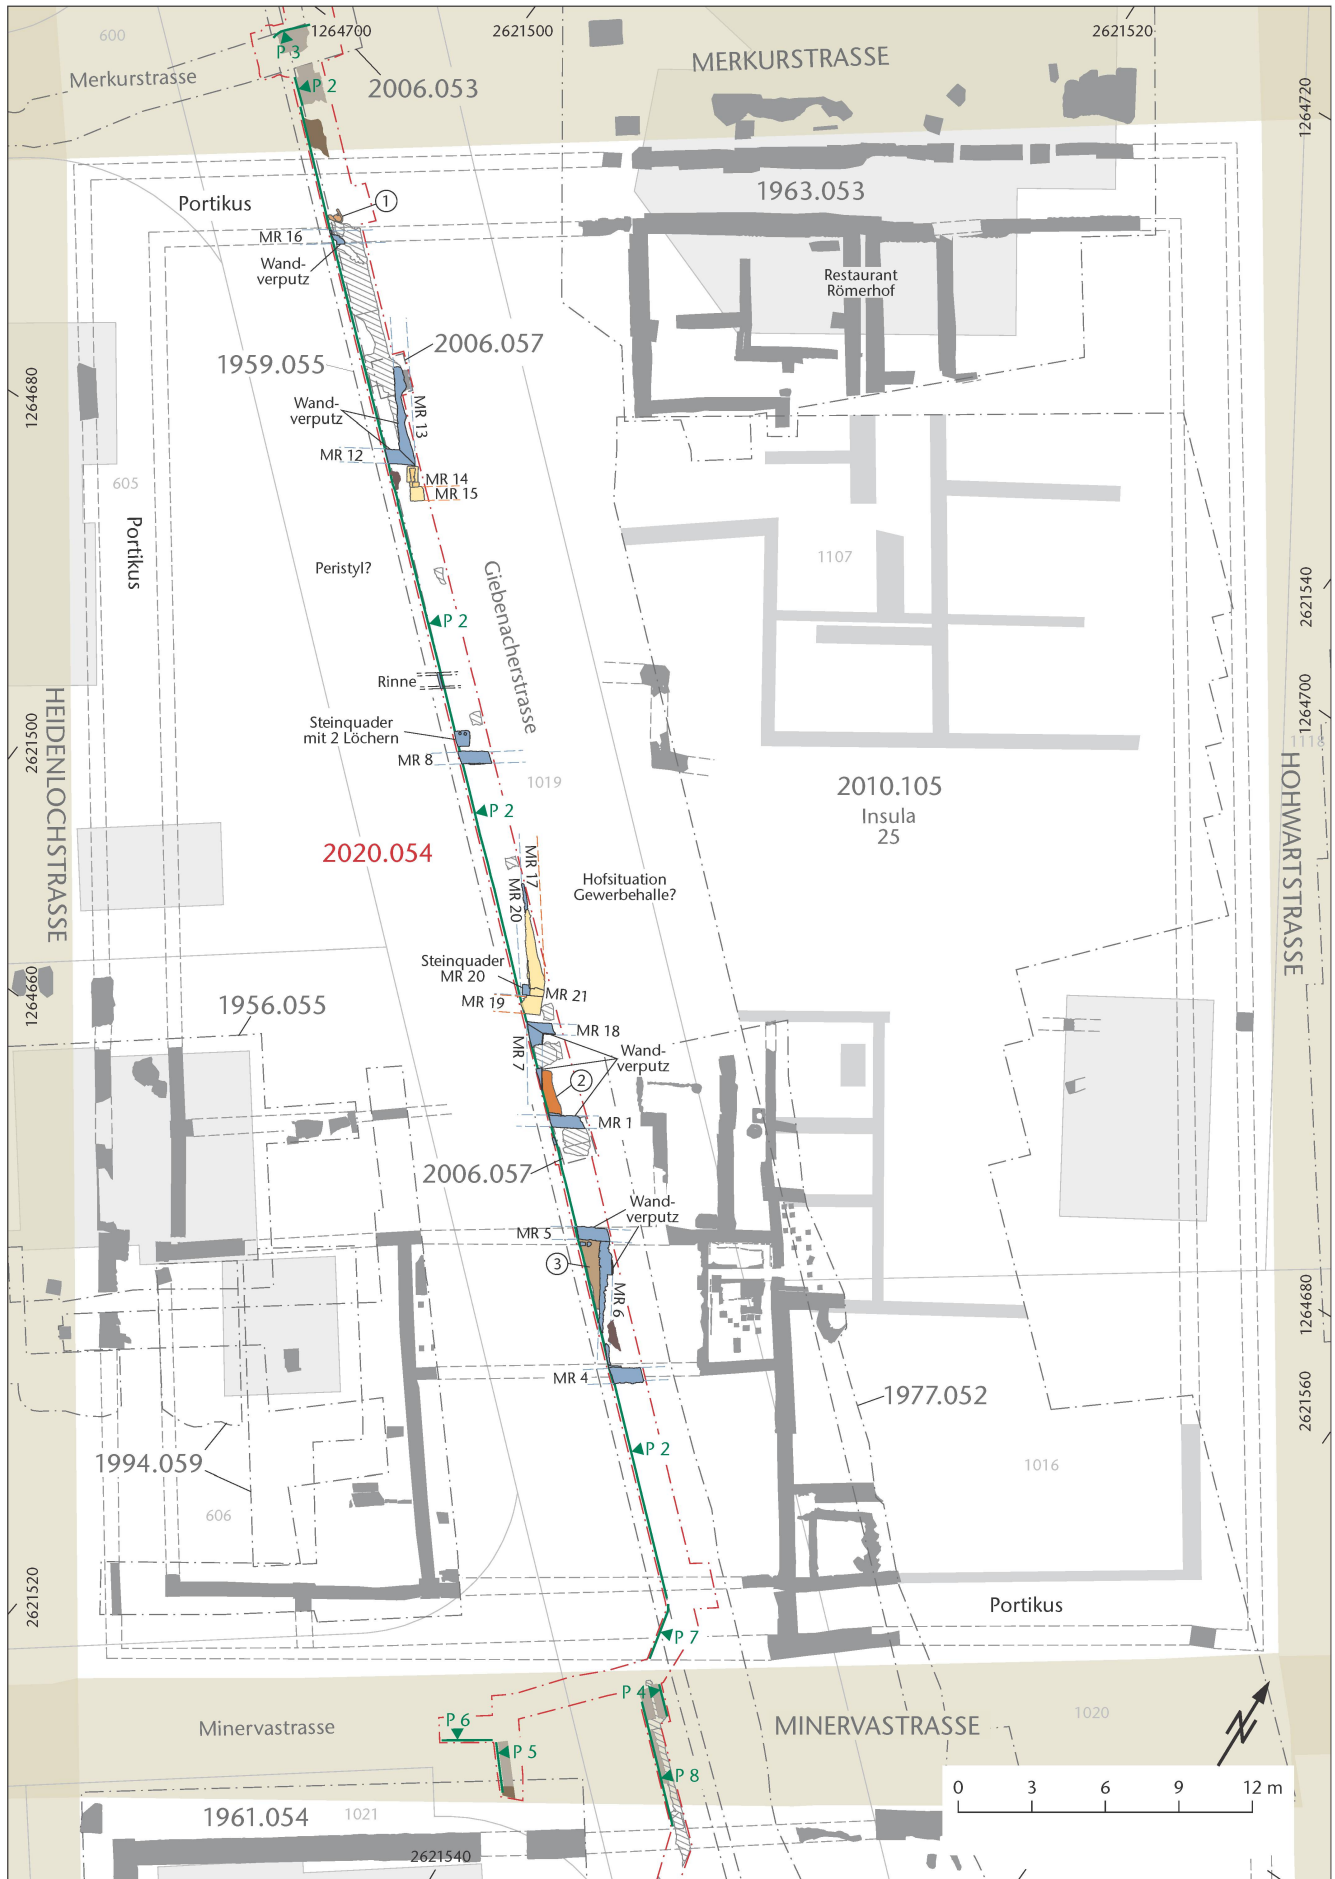 600
1264700
2621500
2621520
P 3
Merkurstrasse
P 2
2006.053
MERKURSTRASSE
1264720
Portikus
1
1963.053
MR 16
Wand-
verputz
Restaurant
Römerhof
2006.057
1959.055
1264680
Wand-
verputz
MR 13
MR 12
MR 14
MR 15
605
Portikus
1107
Peristyl?
Giebenacherstrasse
2621540
P 2
Rinne
HEIDENLOCHSTRASSE
2621500
Steinquader
mit 2 Löchern
MR 8
1019
1264700
1118
2010.105
Insula
25
HOHWARTSTRASSE
P 2
2020.054
MR 17
MR 20
Hofsituation
Gewerbehalle?
Steinquader
MR 20
MR 19
MR 21
1264660
1956.055
MR 18
MR 7
Wand-
verputz
2
MR 1
2006.057
Wand-
verputz
MR 5
3
MR 6
1264680
MR 4
1977.052
2621560
P 2
1994.059
1016
606
2621520
Portikus
P 7
P 4
Minervastrasse
P 6
P 5
MINERVASTRASSE
1020
P 8
0 3 6 9 12 m
1961.054
1021
2621540